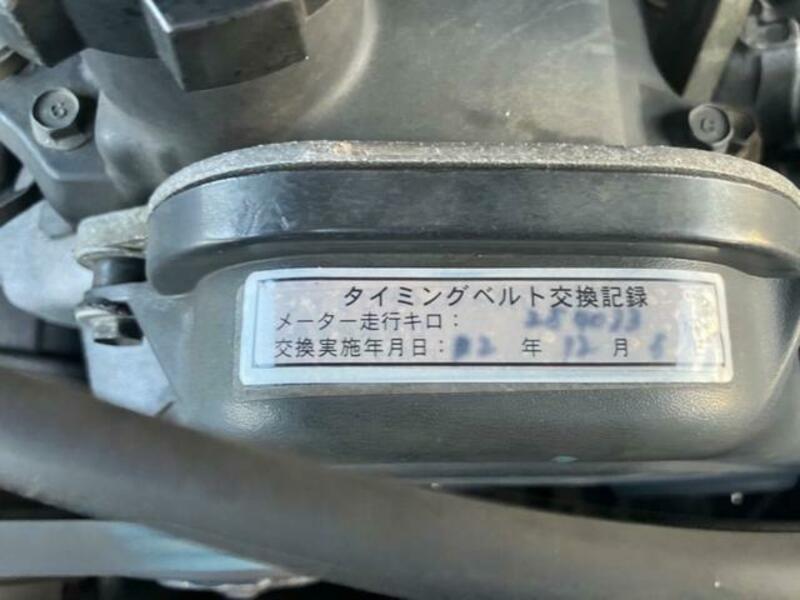 タイミングベルト交換記録
メーター走行キロ：
交換実施年月日： 年 12 月